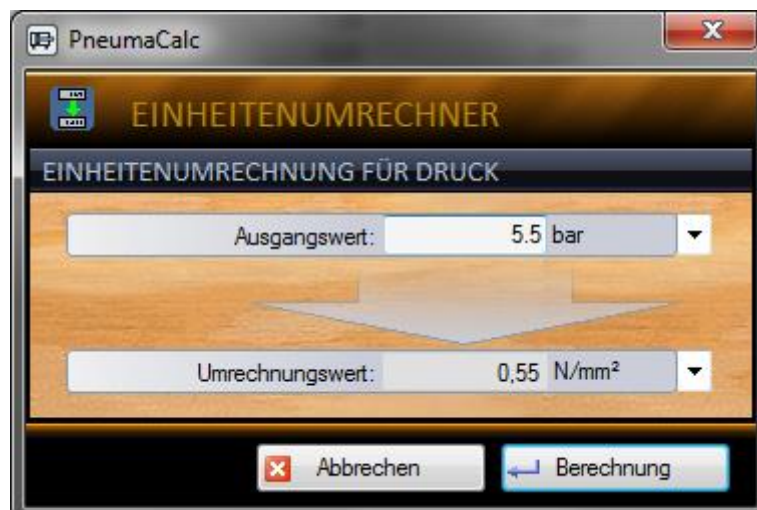 PneumaCalc
EINHEITENUMRECHNER
EINHEITENUMRECHNUNG FÜR DRUCK
Ausgangswert: 5.5 bar
Umrechnungswert: 0,55 N/mm²
Abbrechen Berechnung